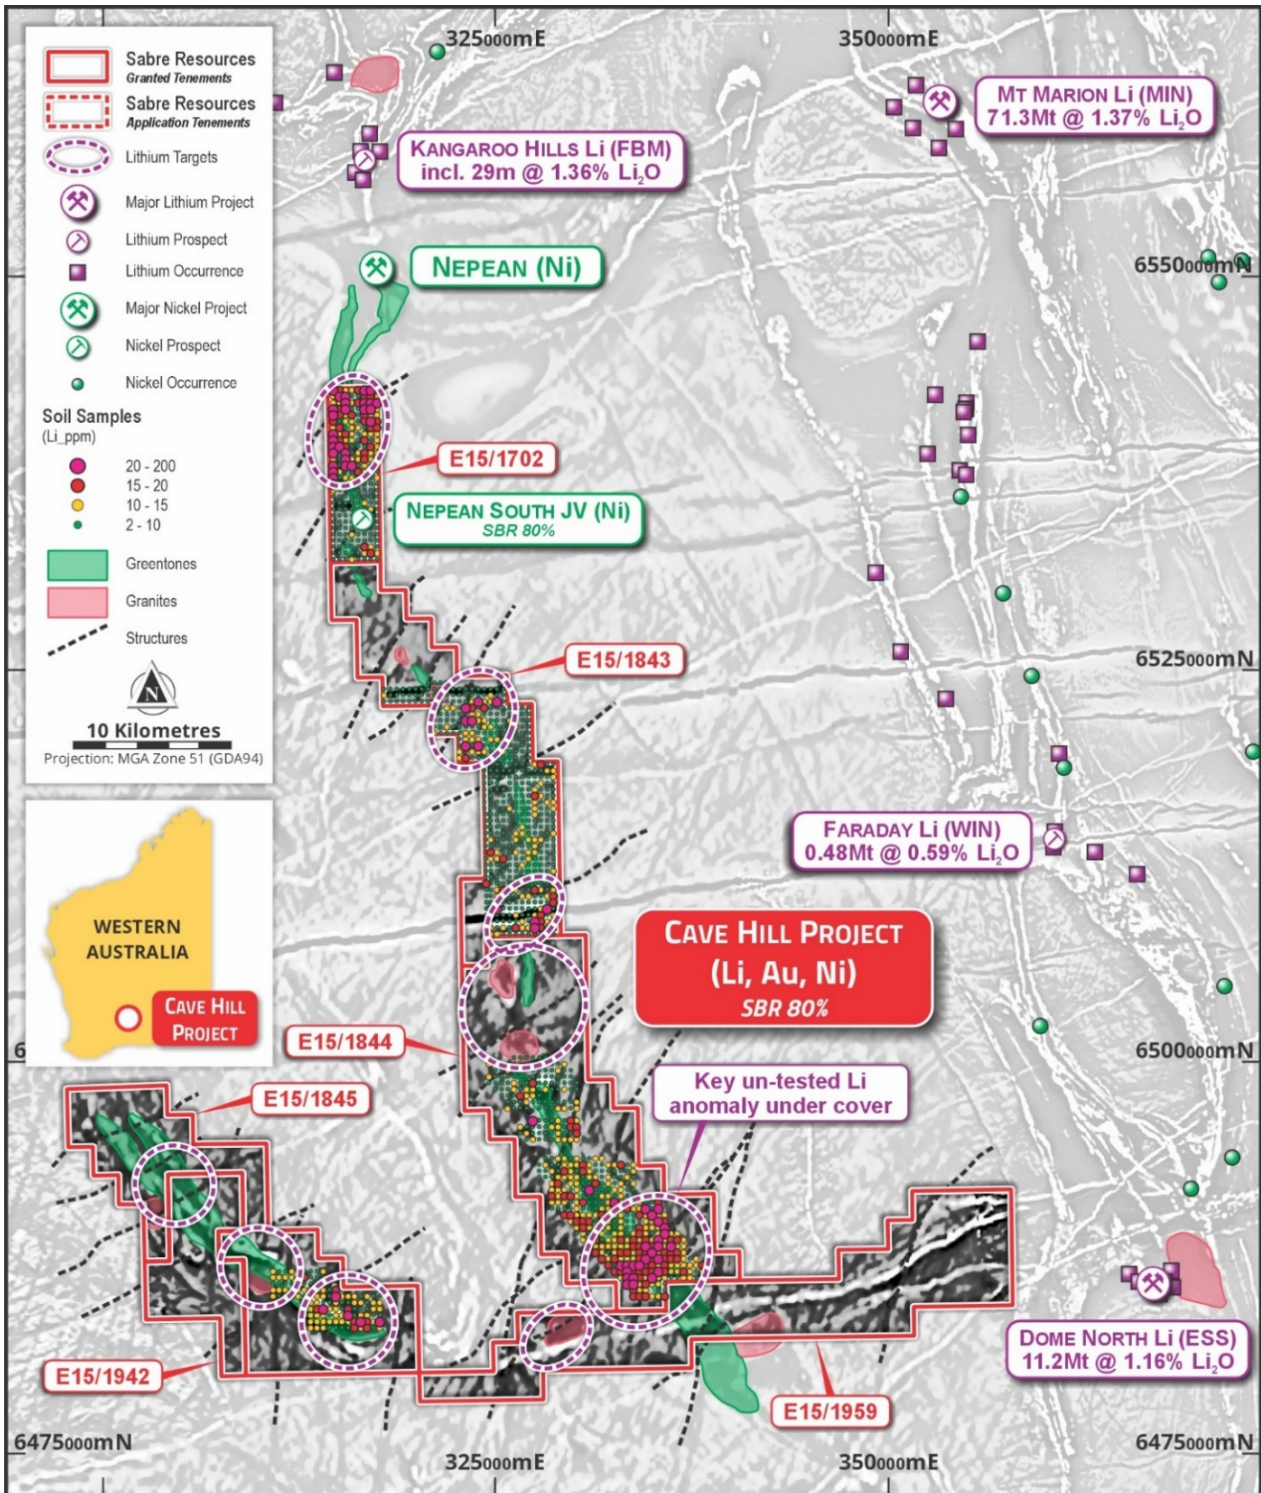 325000mE
350000mE
Sabre Resources
Granted Tenements
Sabre Resources
Application Tenements
Lithium Targets
Major Lithium Project
Lithium Prospect
Lithium Occurrence
Major Nickel Project
Nickel Prospect
Nickel Occurrence
Soil Samples
(Li_ppm)
20 - 200
15 - 20
10 - 15
2 - 10
Greentones
Granites
Structures
N
10 Kilometres
Projection: MGA Zone 51 (GDA94)
WESTERN
AUSTRALIA
CAVE HILL
PROJECT
MT MARION Li (MIN)
71.3Mt @ 1.37% Li₂O
KANGAROO HILLS Li (FBM)
incl. 29m @ 1.36% Li₂O
NEPEAN (Ni)
6550000mN
E15/1702
NEPEAN SOUTH JV (Ni)
SBR 80%
E15/1843
6525000mN
FARADAY Li (WIN)
0.48Mt @ 0.59% Li₂O
CAVE HILL PROJECT
(Li, Au, Ni)
SBR 80%
E15/1844
6500000mN
Key un-tested Li
anomaly under cover
E15/1845
DOME NORTH Li (ESS)
11.2Mt @ 1.16% Li₂O
E15/1942
E15/1959
6475000mN
6475000mN
325000mE
350000mE